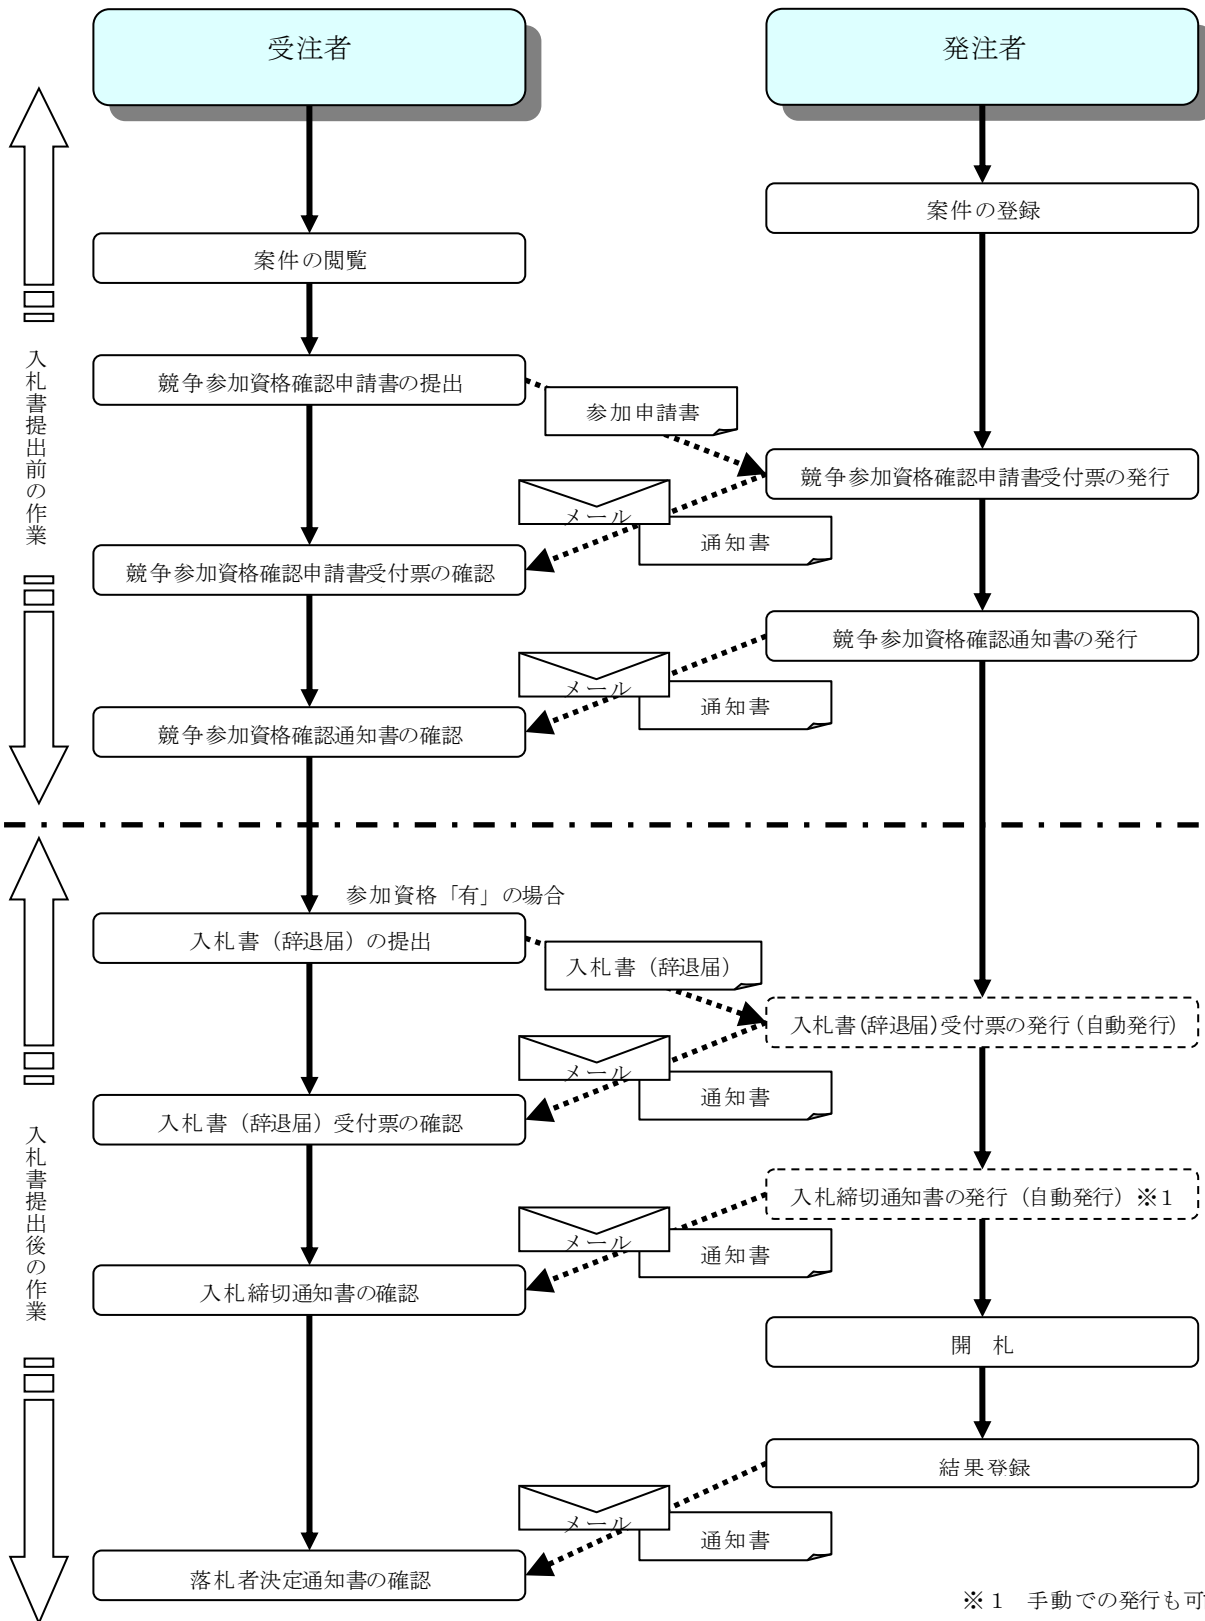 受注者
発注者
案件の登録
案件の閲覧
入札書提出前の作業
競争参加資格確認申請書の提出
参加申請書
競争参加資格確認申請書受付票の発行
メール
通知書
競争参加資格確認申請書受付票の確認
競争参加資格確認通知書の発行
メール
通知書
競争参加資格確認通知書の確認
参加資格「有」の場合
入札書(辞退届)の提出
入札書(辞退届)
入札書(辞退届)受付票の発行(自動発行)
メール
通知書
入札書(辞退届)受付票の確認
入札書提出後の作業
入札締切通知書の発行(自動発行)※1
メール
通知書
入札締切通知書の確認
開 札
結果登録
メール
通知書
落札者決定通知書の確認
※1 手動での発行も可